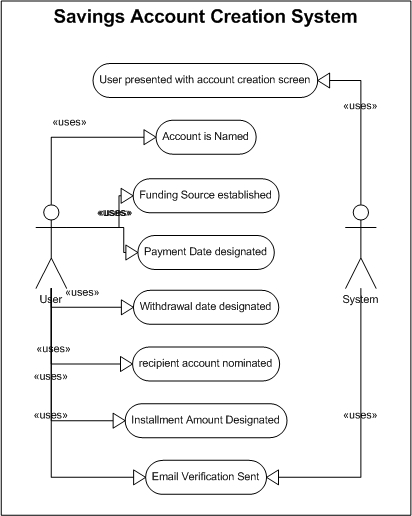 Savings Account Creation System
User presented with account creation screen
«uses»
«uses»
Account is Named
Funding Source established
«uses»
Payment Date designated
User
System
«uses»
Withdrawal date designated
«uses»
recipient account nominated
«uses»
«uses»
Installment Amount Designated
«uses»
Email Verification Sent